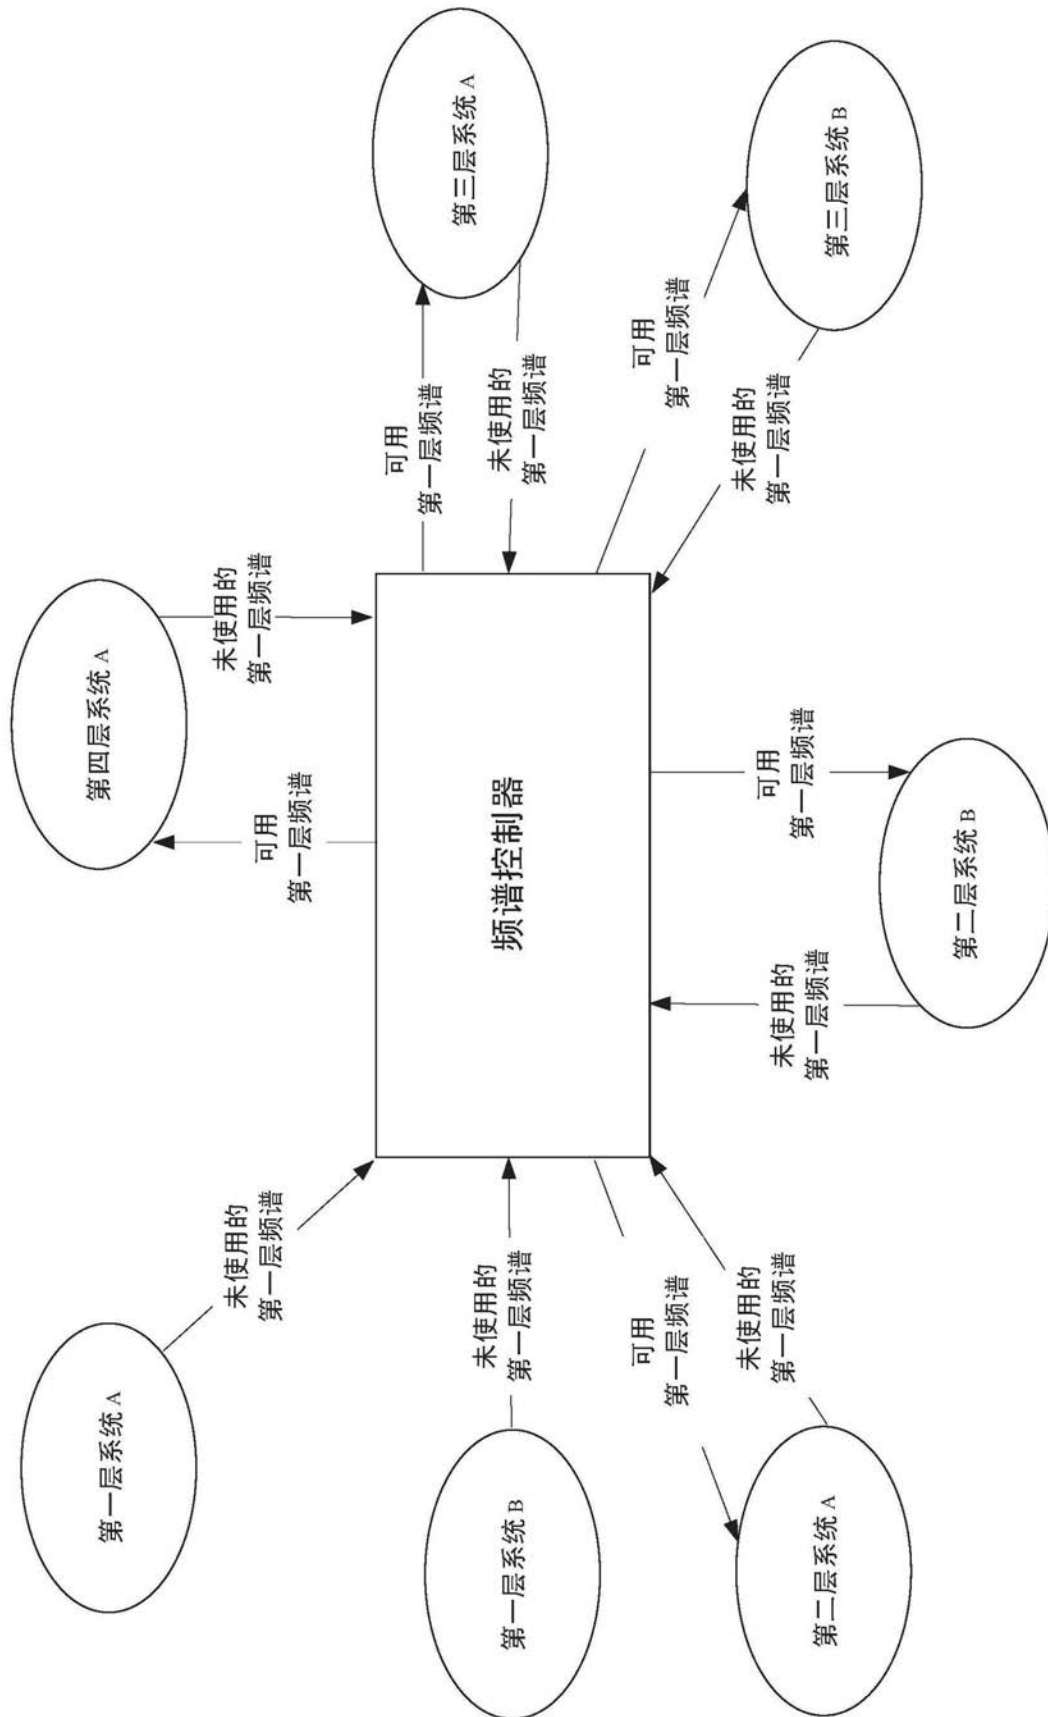 第一层系统 A
未使用的
第一层频谱
可用
第一层频谱
第四层系统 A
未使用的
第一层频谱
第一层系统 B
未使用的
第一层频谱
频谱控制器
可用
第一层频谱
未使用的
第一层频谱
第三层系统 A
可用
第一层频谱
未使用的
第一层频谱
第二层系统 A
未使用的
第一层频谱
第二层系统 B
可用
第一层频谱
未使用的
第一层频谱
可用
第一层频谱
第三层系统 B